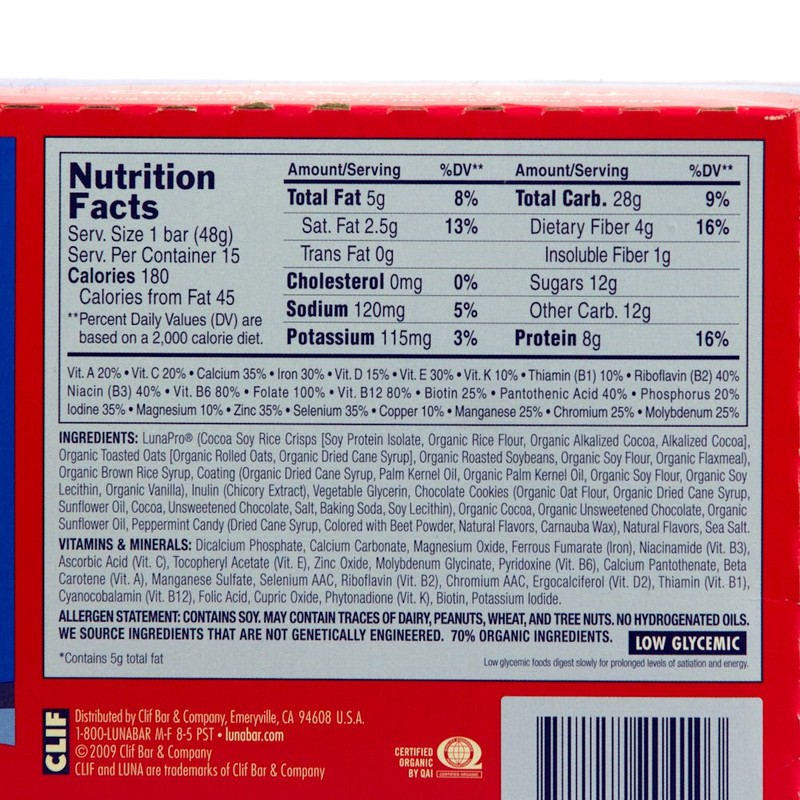 Nutrition
Facts
Serv. Size 1 bar (48g)
Serv. Per Container 15
Calories 180
Calories from Fat 45
**Percent Daily Values (DV) are
based on a 2,000 calorie diet.
Amount/Serving %DV**
Total Fat 5g 8%
Sat. Fat 2.5g 13%
Trans Fat 0g
Cholesterol 0mg 0%
Sodium 120mg 5%
Potassium 115mg 3%
Amount/Serving %DV**
Total Carb. 28g 9%
Dietary Fiber 4g 16%
Insoluble Fiber 1g
Sugars 12g
Other Carb. 12g
Protein 8g 16%
Vit. A 20% • Vit. C 20% • Calcium 35% • Iron 30% • Vit. D 15% • Vit. E 30% • Vit. K 10% • Thiamin (B1) 10% • Riboflavin (B2) 40%
Niacin (B3) 40% • Vit. B6 80% • Folate 100% • Vit. B12 80% • Biotin 25% • Pantothenic Acid 40% • Phosphorus 20%
Iodine 35% • Magnesium 10% • Zinc 35% • Selenium 35% • Copper 10% • Manganese 25% • Chromium 25% • Molybdenum 25%
INGREDIENTS: LunaPro® (Cocoa Soy Rice Crisps [Soy Protein Isolate, Organic Rice Flour, Organic Alkalized Cocoa, Alkalized Cocoa],
Organic Toasted Oats [Organic Rolled Oats, Organic Dried Cane Syrup], Organic Roasted Soybeans, Organic Soy Flour, Organic Flaxmeal),
Organic Brown Rice Syrup, Coating (Organic Dried Cane Syrup, Palm Kernel Oil, Organic Palm Kernel Oil, Organic Soy Flour, Organic Soy
Lecithin, Organic Vanilla), Inulin (Chicory Extract), Vegetable Glycerin, Chocolate Cookies (Organic Oat Flour, Organic Dried Cane Syrup,
Sunflower Oil, Cocoa, Unsweetened Chocolate, Salt, Baking Soda, Soy Lecithin), Organic Cocoa, Organic Unsweetened Chocolate, Organic
Sunflower Oil, Peppermint Candy (Dried Cane Syrup, Colored with Beet Powder, Natural Flavors, Carnauba Wax), Natural Flavors, Sea Salt.
VITAMINS & MINERALS: Dicalcium Phosphate, Calcium Carbonate, Magnesium Oxide, Ferrous Fumarate (Iron), Niacinamide (Vit. B3),
Ascorbic Acid (Vit. C), Tocopheryl Acetate (Vit. E), Zinc Oxide, Molybdenum Glycinate, Pyridoxine (Vit. B6), Calcium Pantothenate, Beta
Carotene (Vit. A), Manganese Sulfate, Selenium AAC, Riboflavin (Vit. B2), Chromium AAC, Ergocalciferol (Vit. D2), Thiamin (Vit. B1),
Cyanocobalamin (Vit. B12), Folic Acid, Cupric Oxide, Phytonadione (Vit. K), Biotin, Potassium Iodide.
ALLERGEN STATEMENT: CONTAINS SOY. MAY CONTAIN TRACES OF DAIRY, PEANUTS, WHEAT, AND TREE NUTS. NO HYDROGENATED OILS.
WE SOURCE INGREDIENTS THAT ARE NOT GENETICALLY ENGINEERED. 70% ORGANIC INGREDIENTS.
LOW GLYCEMIC
*Contains 5g total fat
Low glycemic foods digest slowly for prolonged levels of satiation and energy.
CLIF
Distributed by Clif Bar & Company, Emeryville, CA 94608 U.S.A.
1-800-LUNABAR M-F 8-5 PST • lunabar.com
©2009 Clif Bar & Company
CLIF and LUNA are trademarks of Clif Bar & Company
CERTIFIED
ORGANIC
BY QAI
CERTIFIED ORGANIC